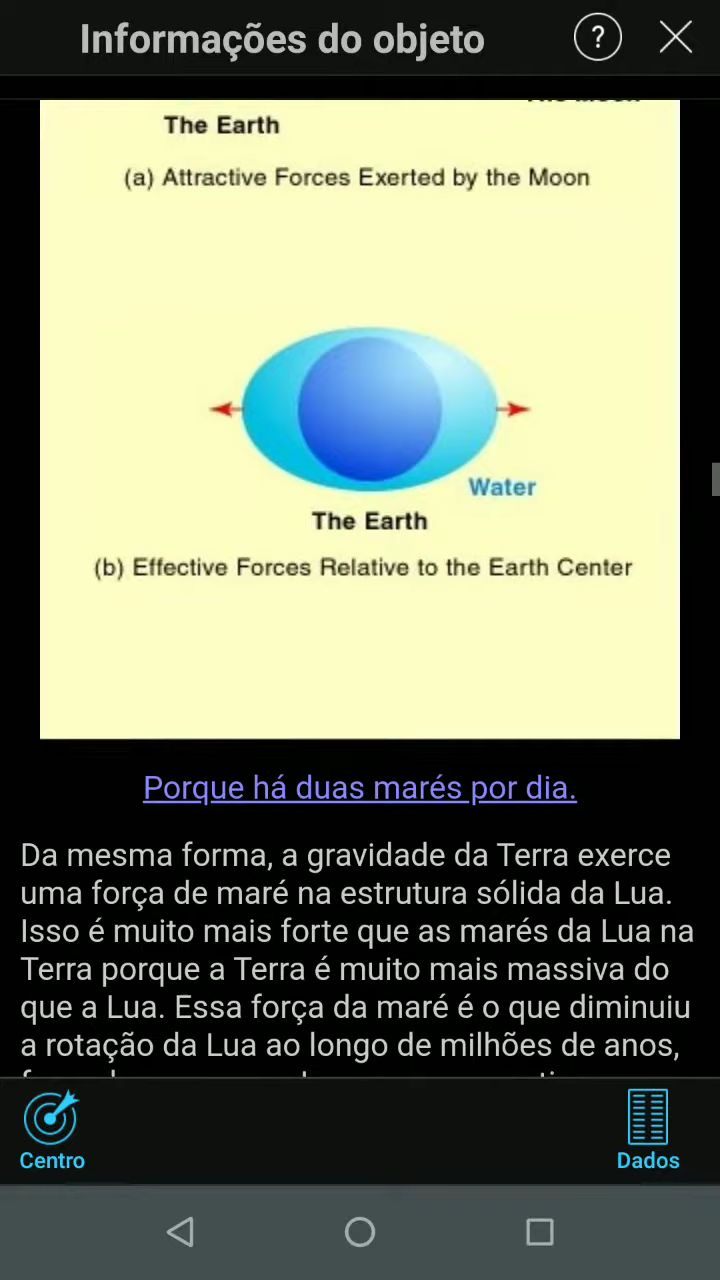 Informações do objeto
?
The Earth
(a) Attractive Forces Exerted by the Moon
Water
The Earth
(b) Effective Forces Relative to the Earth Center
Porque há duas marés por dia.
Da mesma forma, a gravidade da Terra exerce
uma força de maré na estrutura sólida da Lua.
Isso é muito mais forte que as marés da Lua na
Terra porque a Terra é muito mais massiva do
que a Lua. Essa força da maré é o que diminuiu
a rotação da Lua ao longo de milhões de anos,
Centro
Dados